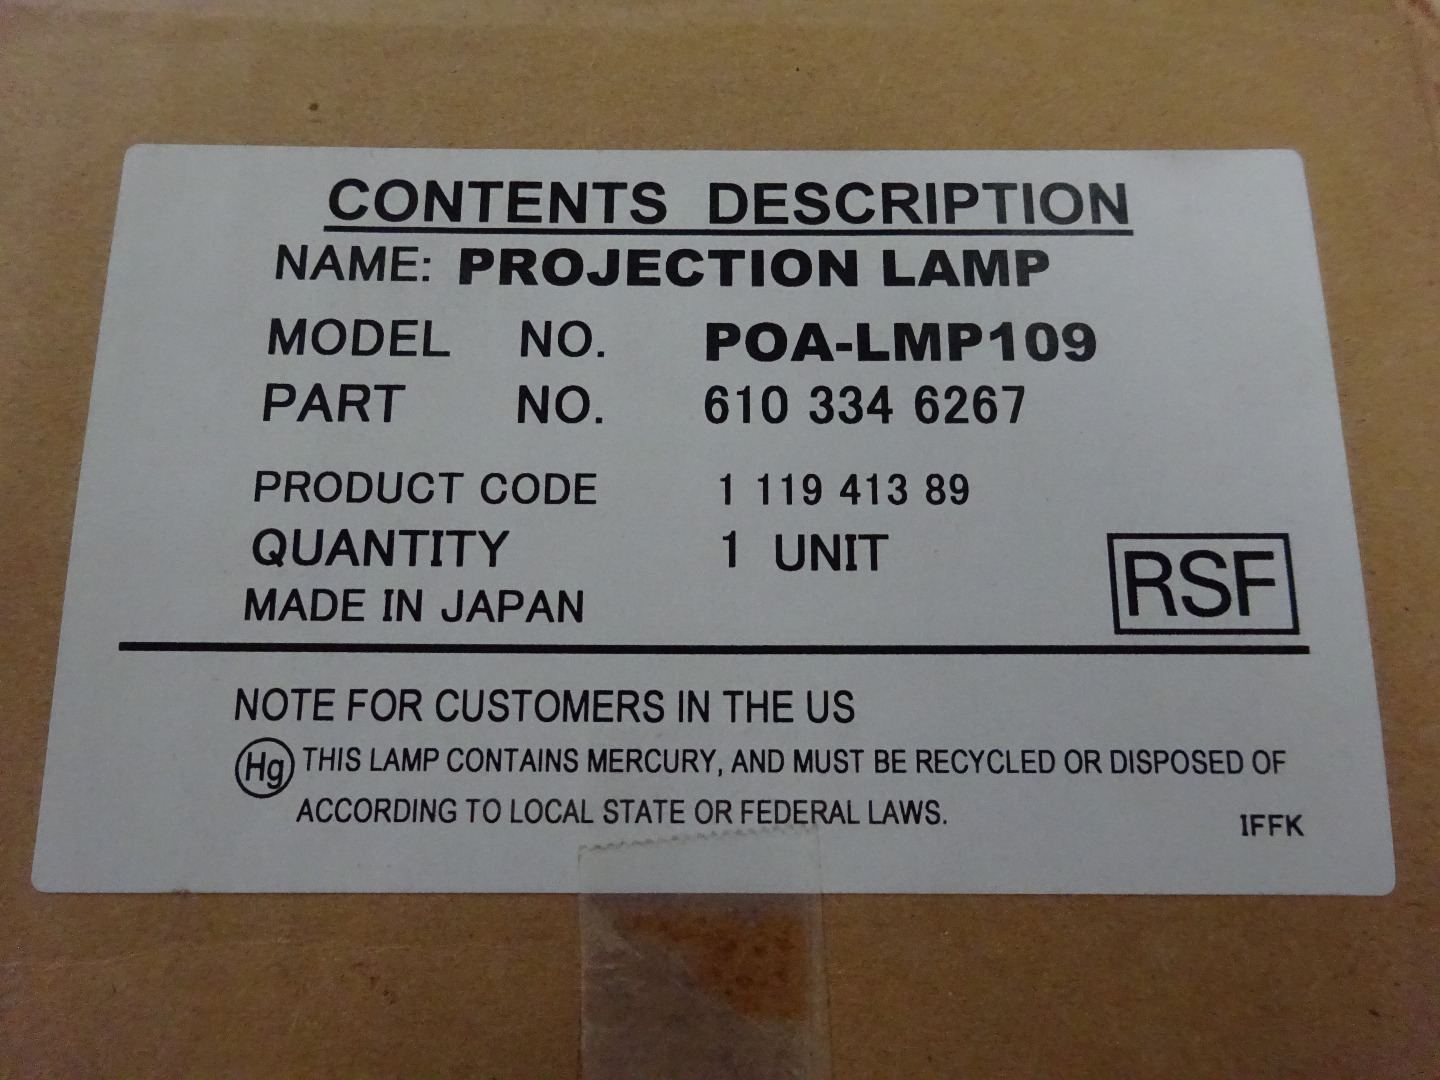 CONTENTS DESCRIPTION
NAME: PROJECTION LAMP
MODEL NO. POA-LMP109
PART NO. 610 334 6267
PRODUCT CODE 1 119 413 89
QUANTITY 1 UNIT
MADE IN JAPAN
RSF
NOTE FOR CUSTOMERS IN THE US
Hg THIS LAMP CONTAINS MERCURY, AND MUST BE RECYCLED OR DISPOSED OF
ACCORDING TO LOCAL STATE OR FEDERAL LAWS.
1FFK